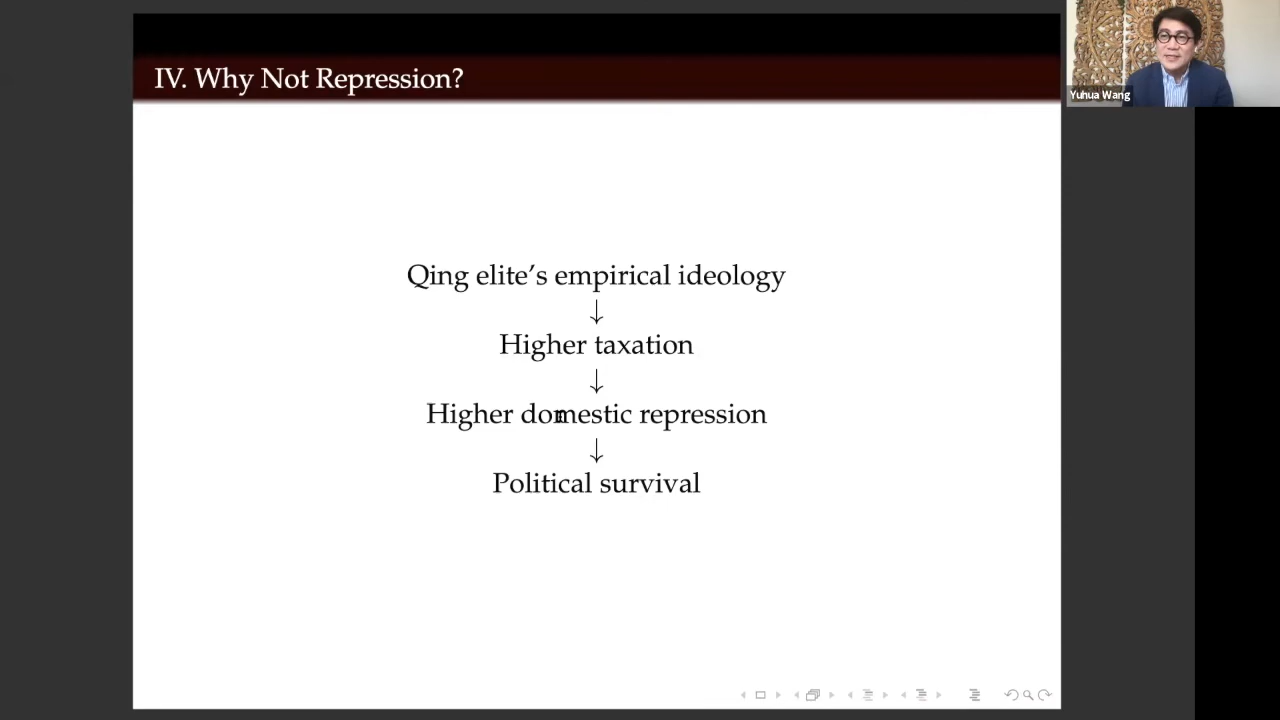 IV. Why Not Repression?
Yuhua Wang
Qing elite's empirical ideology
↓
Higher taxation
↓
Higher domestic repression
↓
Political survival